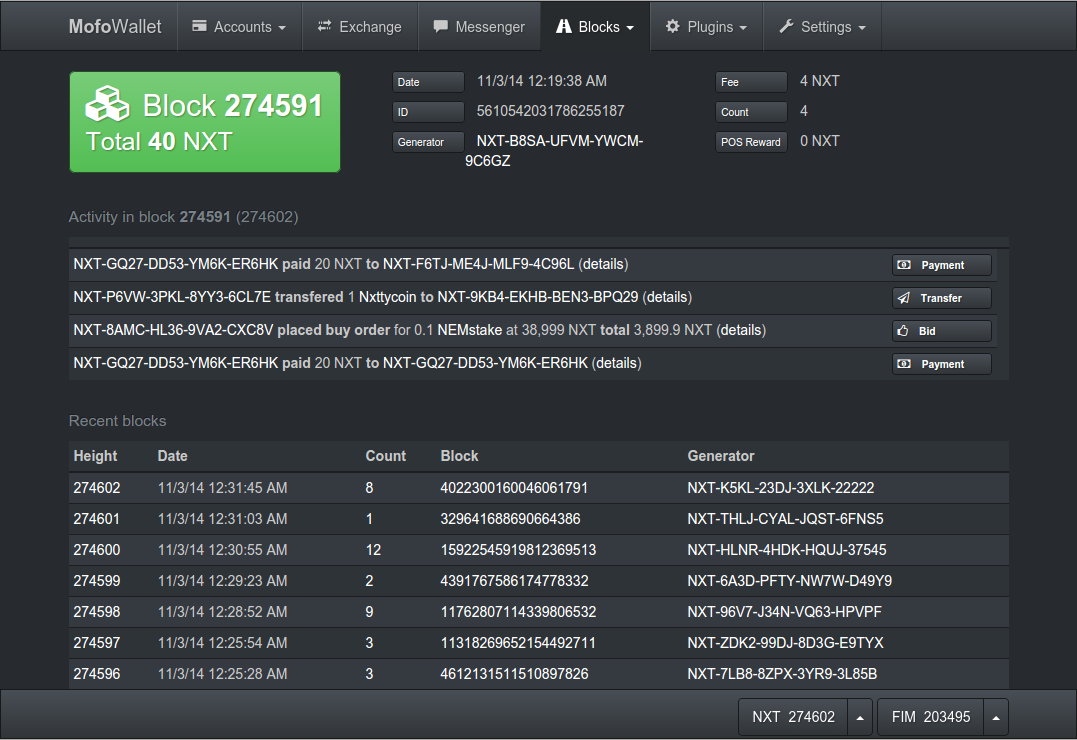 MofoWallet Accounts Exchange Messenger Blocks Plugins Settings
Block 274591
Total 40 NXT
Date 11/3/14 12:19:38 AM
ID 5610542031786255187
Generator NXT-B8SA-UFVM-YWCM-
9C6GZ
Fee 4 NXT
Count 4
POS Reward 0 NXT
Activity in block 274591 (274602)
NXT-GQ27-DD53-YM6K-ER6HK paid 20 NXT to NXT-F6TJ-ME4J-MLF9-4C96L (details) Payment
NXT-P6VW-3PKL-8YY3-6CL7E transfered 1 Nxttycoin to NXT-9KB4-EKHB-BEN3-BPQ29 (details) Transfer
NXT-8AMC-HL36-9VA2-CXC8V placed buy order for 0.1 NEMstake at 38,999 NXT total 3,899.9 NXT (details) Bid
NXT-GQ27-DD53-YM6K-ER6HK paid 20 NXT to NXT-GQ27-DD53-YM6K-ER6HK (details) Payment
Recent blocks
Height Date Count Block Generator
274602 11/3/14 12:31:45 AM 8 4022300160046061791 NXT-K5KL-23DJ-3XLK-22222
274601 11/3/14 12:31:03 AM 1 329641688690664386 NXT-THLJ-CYAL-JQST-6FNS5
274600 11/3/14 12:30:55 AM 12 15922545919812369513 NXT-HLNR-4HDK-HQUJ-37545
274599 11/3/14 12:29:23 AM 2 4391767586174778332 NXT-6A3D-PFTY-NW7W-D49Y9
274598 11/3/14 12:28:52 AM 9 11762807114339806532 NXT-96V7-J34N-VQ63-HPVPF
274597 11/3/14 12:25:54 AM 3 11318269652154492711 NXT-ZDK2-99DJ-8D3G-E9TYX
274596 11/3/14 12:25:28 AM 3 4612131511510897826 NXT-7LB8-8ZPX-3YR9-3L85B
NXT 274602 FIM 203495